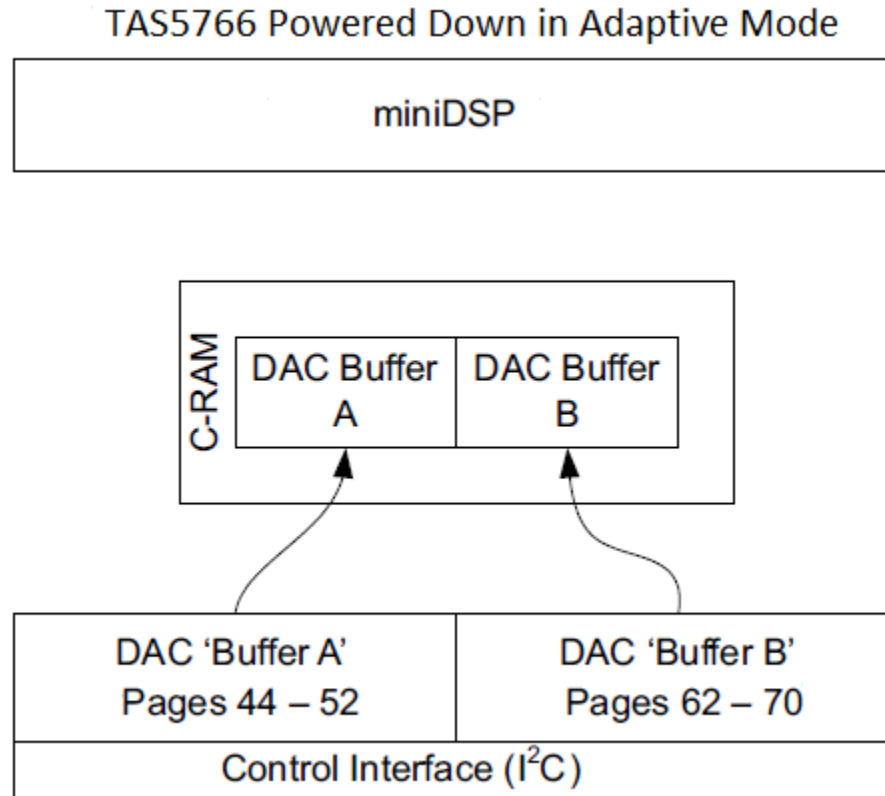 TAS5766 Powered Down in Adaptive Mode
miniDSP
C-RAM
DAC Buffer
A
DAC Buffer
B
DAC ‘Buffer A’
Pages 44 – 52
DAC ‘Buffer B’
Pages 62 – 70
Control Interface (I²C)